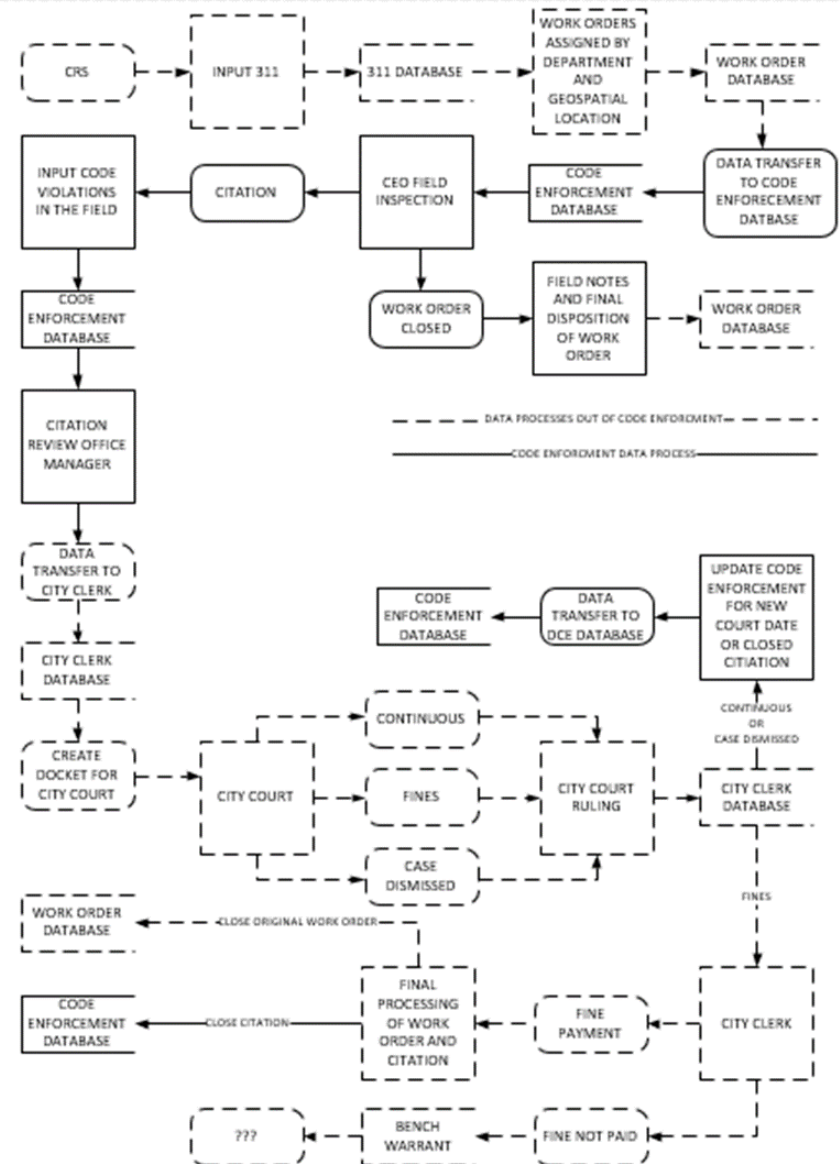 CRS
INPUT 311
311 DATABASE
WORK ORDERS
ASSIGNED BY
DEPARTMENT
AND
GEOSPATIAL
LOCATION
WORK ORDER
DATABASE
INPUT CODE
VIOLATIONS
IN THE FIELD
CITATION
CEO FIELD
INSPECTION
CODE
ENFORCEMENT
DATABASE
DATA TRANSFER
TO CODE
ENFORECEMENT
DATBASE
CODE
ENFORCEMENT
DATABASE
WORK ORDER
CLOSED
FIELD NOTES
AND FINAL
DISPOSITION
OF WORK
ORDER
WORK ORDER
DATABASE
DATA PROCESSES OUT OF CODE ENFORCMENT
CODE ENFORCMENT DATA PROCESS
CITATION
REVIEW OFFICE
MANAGER
DATA
TRANSFER TO
CITY CLERK
CODE
ENFORCEMENT
DATABASE
DATA
TRANSFER TO
DCE DATABASE
UPDATE CODE
ENFORCEMENT
FOR NEW
COURT DATE
OR CLOSED
CITIATION
CITY CLERK
DATABASE
CONTINUOUS
OR
CASE DISMISSED
CREATE
DOCKET FOR
CITY COURT
CITY COURT
CONTINUOUS
FINES
CASE
DISMISSED
CITY COURT
RULING
CITY CLERK
DATABASE
FINES
WORK ORDER
DATABASE
CLOSE ORIGINAL WORK ORDER
CODE
ENFORCEMENT
DATABASE
CLOSE CITATION
FINAL
PROCESSING
OF WORK
ORDER AND
CITATION
FINE
PAYMENT
CITY CLERK
???
BENCH
WARRANT
FINE NOT PAID